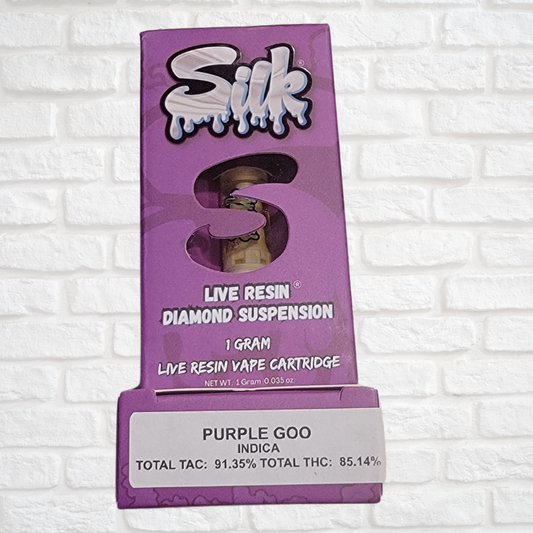 Silk®
LIVE RESIN®
DIAMOND SUSPENSION
1 GRAM
LIVE RESIN VAPE CARTRIDGE
NET WT. 1 Gram 0.035 oz.
PURPLE GOO
INDICA
TOTAL TAC: 91.35% TOTAL THC: 85.14%